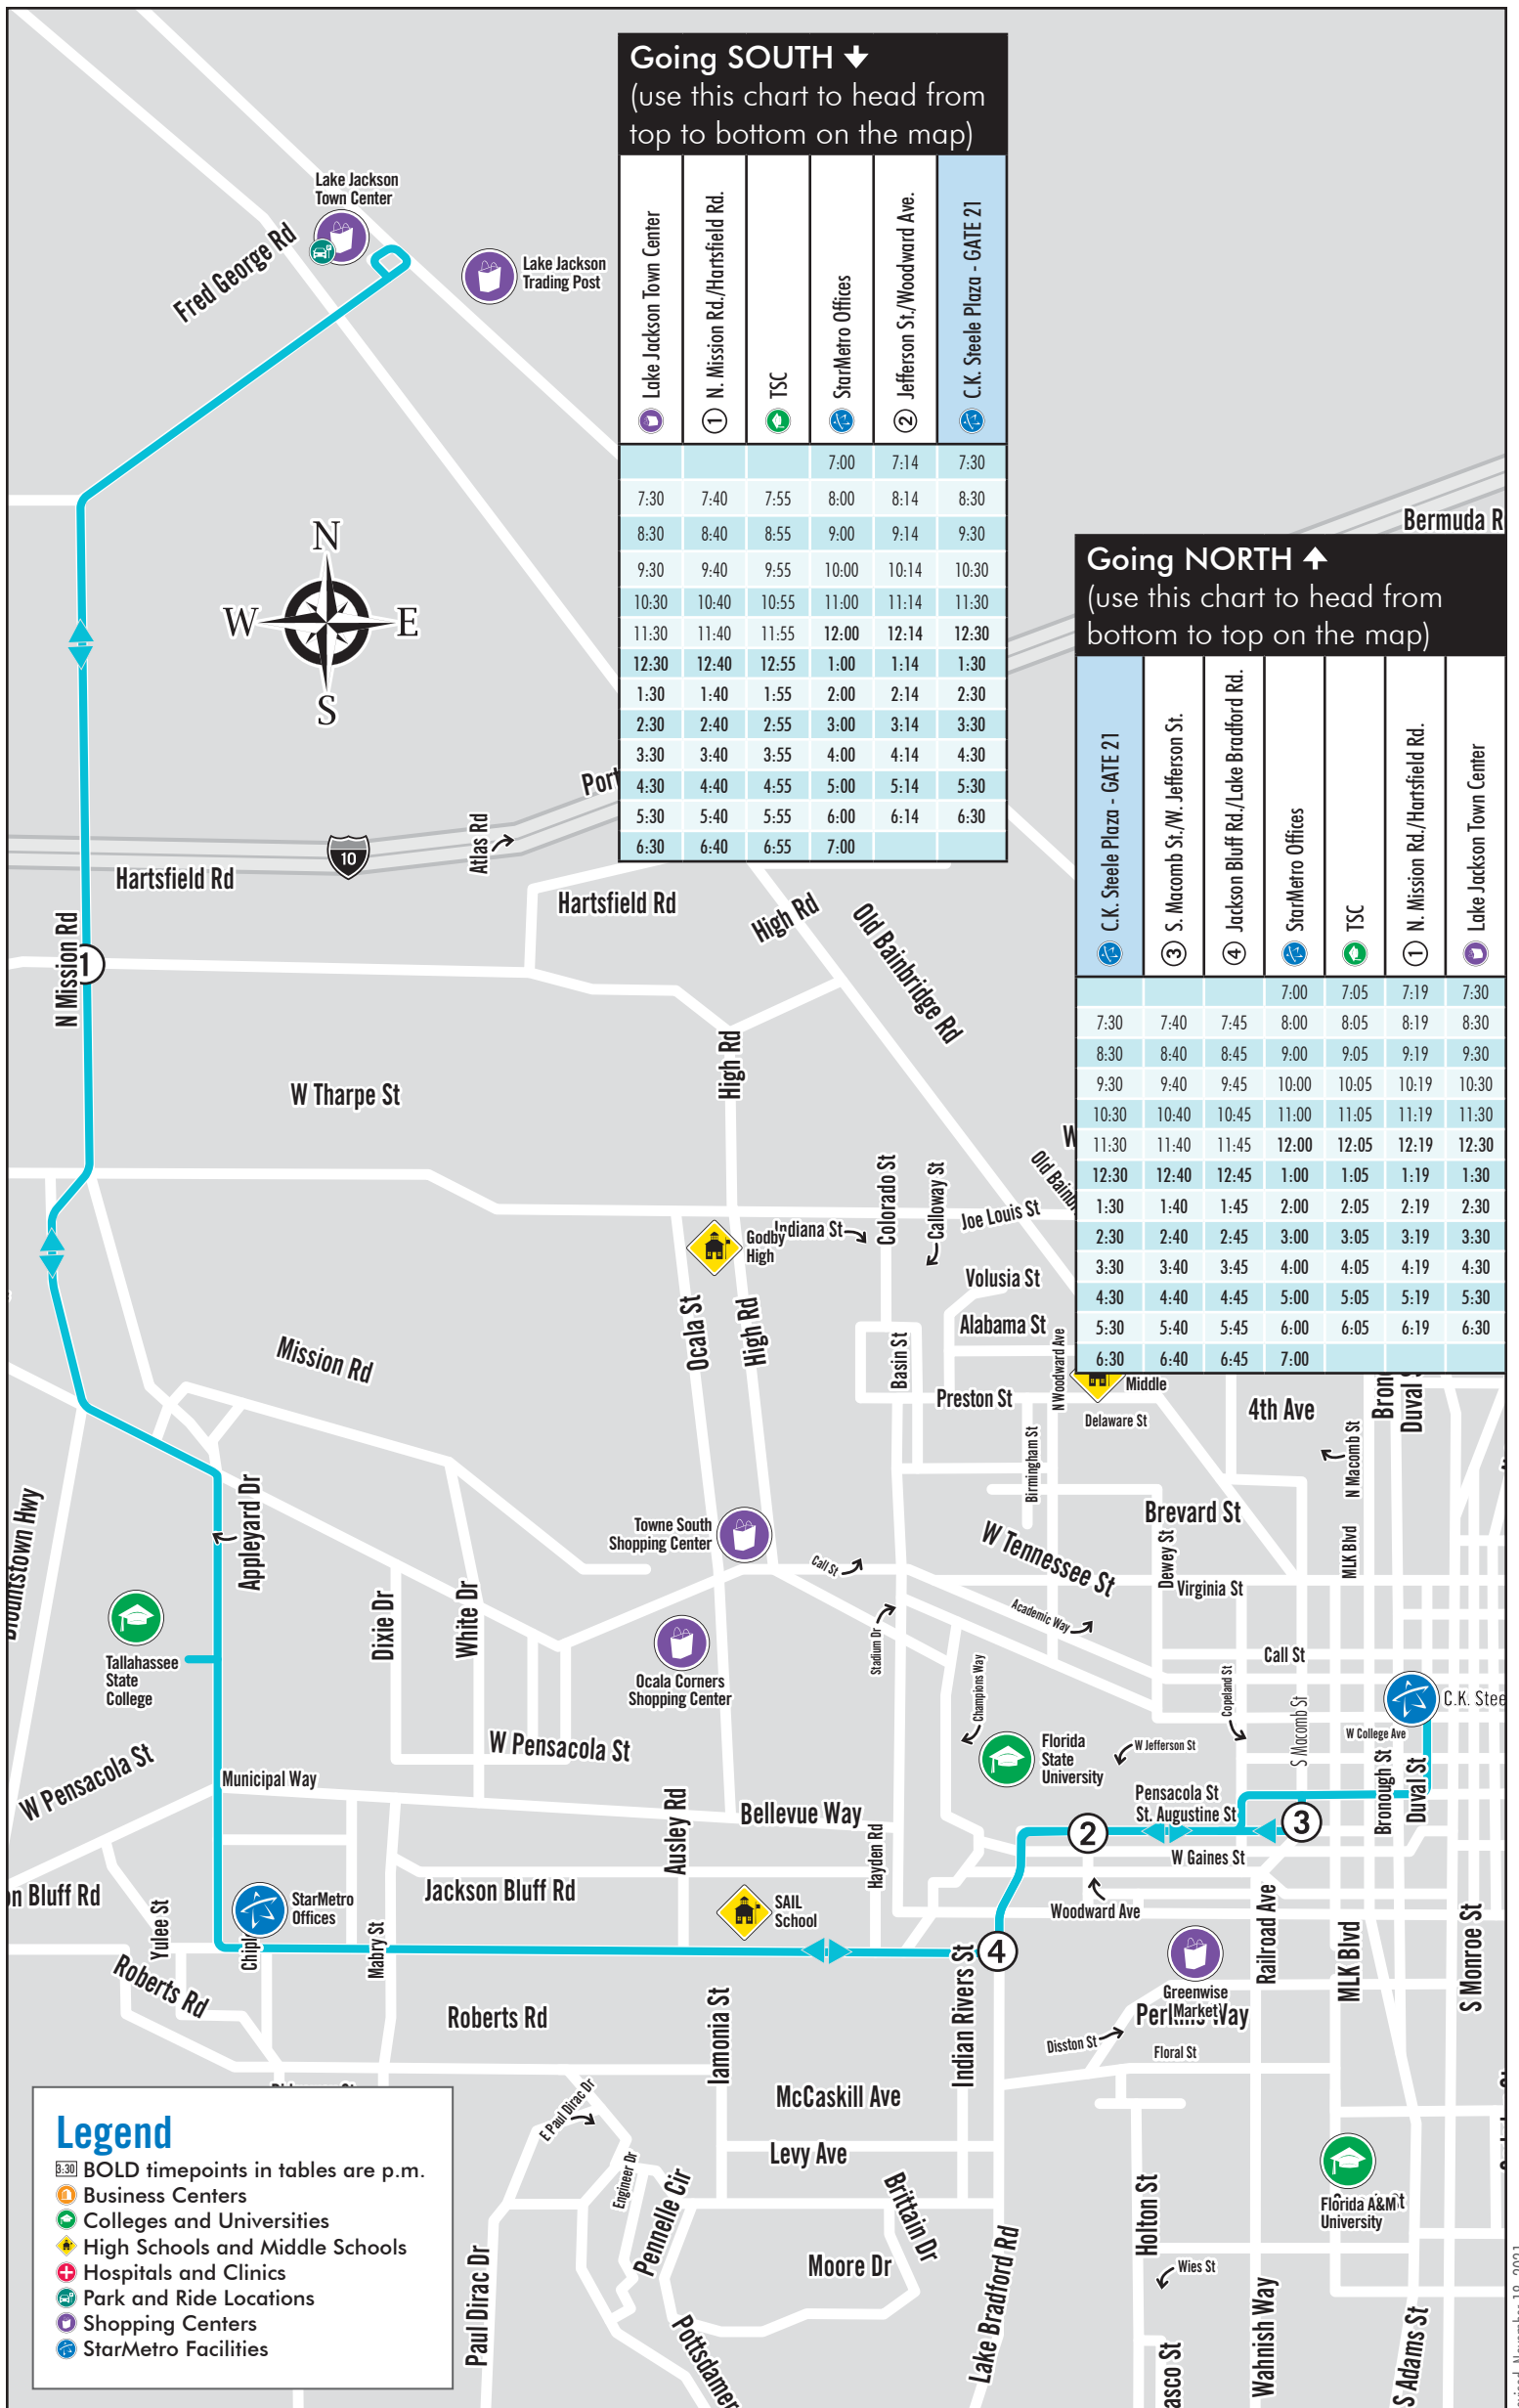 Going SOUTH
(use this chart to head from
top to bottom on the map)
Lake Jackson Town Center
1 N. Mission Rd./Hartsfield Rd.
TSC
StarMetro Offices
2 Jefferson St./Woodward Ave.
C.K. Steele Plaza - GATE 21
7:00 7:14 7:30
7:30 7:40 7:55 8:00 8:14 8:30
8:30 8:40 8:55 9:00 9:14 9:30
9:30 9:40 9:55 10:00 10:14 10:30
10:30 10:40 10:55 11:00 11:14 11:30
11:30 11:40 11:55 12:00 12:14 12:30
12:30 12:40 12:55 1:00 1:14 1:30
1:30 1:40 1:55 2:00 2:14 2:30
2:30 2:40 2:55 3:00 3:14 3:30
3:30 3:40 3:55 4:00 4:14 4:30
4:30 4:40 4:55 5:00 5:14 5:30
5:30 5:40 5:55 6:00 6:14 6:30
6:30 6:40 6:55 7:00
Lake Jackson
Town Center
Fred George Rd
Lake Jackson
Trading Post
N
W E
S
Bermuda R
Going NORTH
(use this chart to head from
bottom to top on the map)
C.K. Steele Plaza - GATE 21
3 S. Macomb St./W. Jefferson St.
4 Jackson Bluff Rd./Lake Bradford Rd.
StarMetro Offices
TSC
1 N. Mission Rd./Hartsfield Rd.
Lake Jackson Town Center
7:00 7:05 7:19 7:30
7:30 7:40 7:45 8:00 8:05 8:19 8:30
8:30 8:40 8:45 9:00 9:05 9:19 9:30
9:30 9:40 9:45 10:00 10:05 10:19 10:30
10:30 10:40 10:45 11:00 11:05 11:19 11:30
11:30 11:40 11:45 12:00 12:05 12:19 12:30
12:30 12:40 12:45 1:00 1:05 1:19 1:30
1:30 1:40 1:45 2:00 2:05 2:19 2:30
2:30 2:40 2:45 3:00 3:05 3:19 3:30
3:30 3:40 3:45 4:00 4:05 4:19 4:30
4:30 4:40 4:45 5:00 5:05 5:19 5:30
5:30 5:40 5:45 6:00 6:05 6:19 6:30
6:30 6:40 6:45 7:00
Port
Atlas Rd
10
Hartsfield Rd
Hartsfield Rd
High Rd
Old Bainbridge Rd
N Mission Rd
1
High Rd
W Tharpe St
W
Old Bainb
Colorado St
Calloway St
Joe Louis St
Indiana St
Godby
High
Volusia St
Ocala St
High Rd
Alabama St
Basin St
N Woodward Ave
Mission Rd
Preston St
Middle
Delaware St
4th Ave
Bron
Duval S
N Macomb St
Birmingham St
Blountstown Hwy
Appleyard Dr
Towne South
Shopping Center
Call St
W Tennessee St
Brevard St
Dewey St
Virginia St
MLK Blvd
Tallahassee
State
College
Dixie Dr
White Dr
Ocala Corners
Shopping Center
Stadium Dr
Academic Way
Champions Way
Call St
Copeland St
S Macomb St
C.K. Stee
W College Ave
W Pensacola St
W Pensacola St
Florida
State
University
W Jefferson St
Municipal Way
Bellevue Way
Ausley Rd
Hayden Rd
Pensacola St
St. Augustine St
Bronough St
Duval St
2
3
W Gaines St
on Bluff Rd
Yulee St
StarMetro
Offices
Jackson Bluff Rd
SAIL
School
Woodward Ave
Railroad Ave
MLK Blvd
S Monroe St
Chipl
Mabry St
4
Roberts Rd
Roberts Rd
Iamonia St
Indian Rivers St
Greenwise
Market
Perkins Way
Disston St
Floral St
McCaskill Ave
E Paul Dirac Dr
Levy Ave
Engineer Dr
Pennelle Cir
Brittain Dr
Holton St
Florida A&M
University
Paul Dirac Dr
Moore Dr
Lake Bradford Rd
Wies St
Wahnish Way
Pottsdamer
asco St
S Adams St
Legend
3:30 BOLD timepoints in tables are p.m.
Business Centers
Colleges and Universities
High Schools and Middle Schools
Hospitals and Clinics
Park and Ride Locations
Shopping Centers
StarMetro Facilities